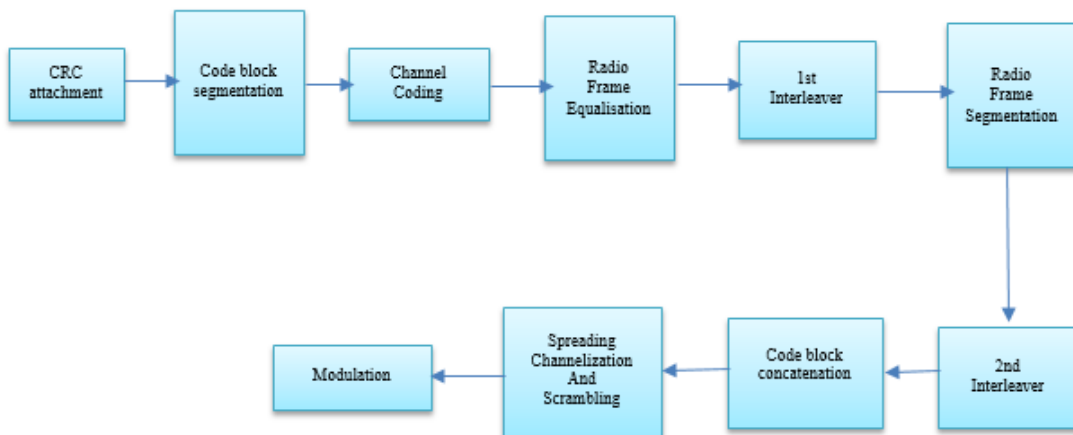 CRC
attachment
Code block
segmentation
Channel
Coding
Radio
Frame
Equalisation
1st
Interleaver
Radio
Frame
Segmentation
2nd
Interleaver
Code block
concatenation
Spreading
Channelization
And
Scrambling
Modulation